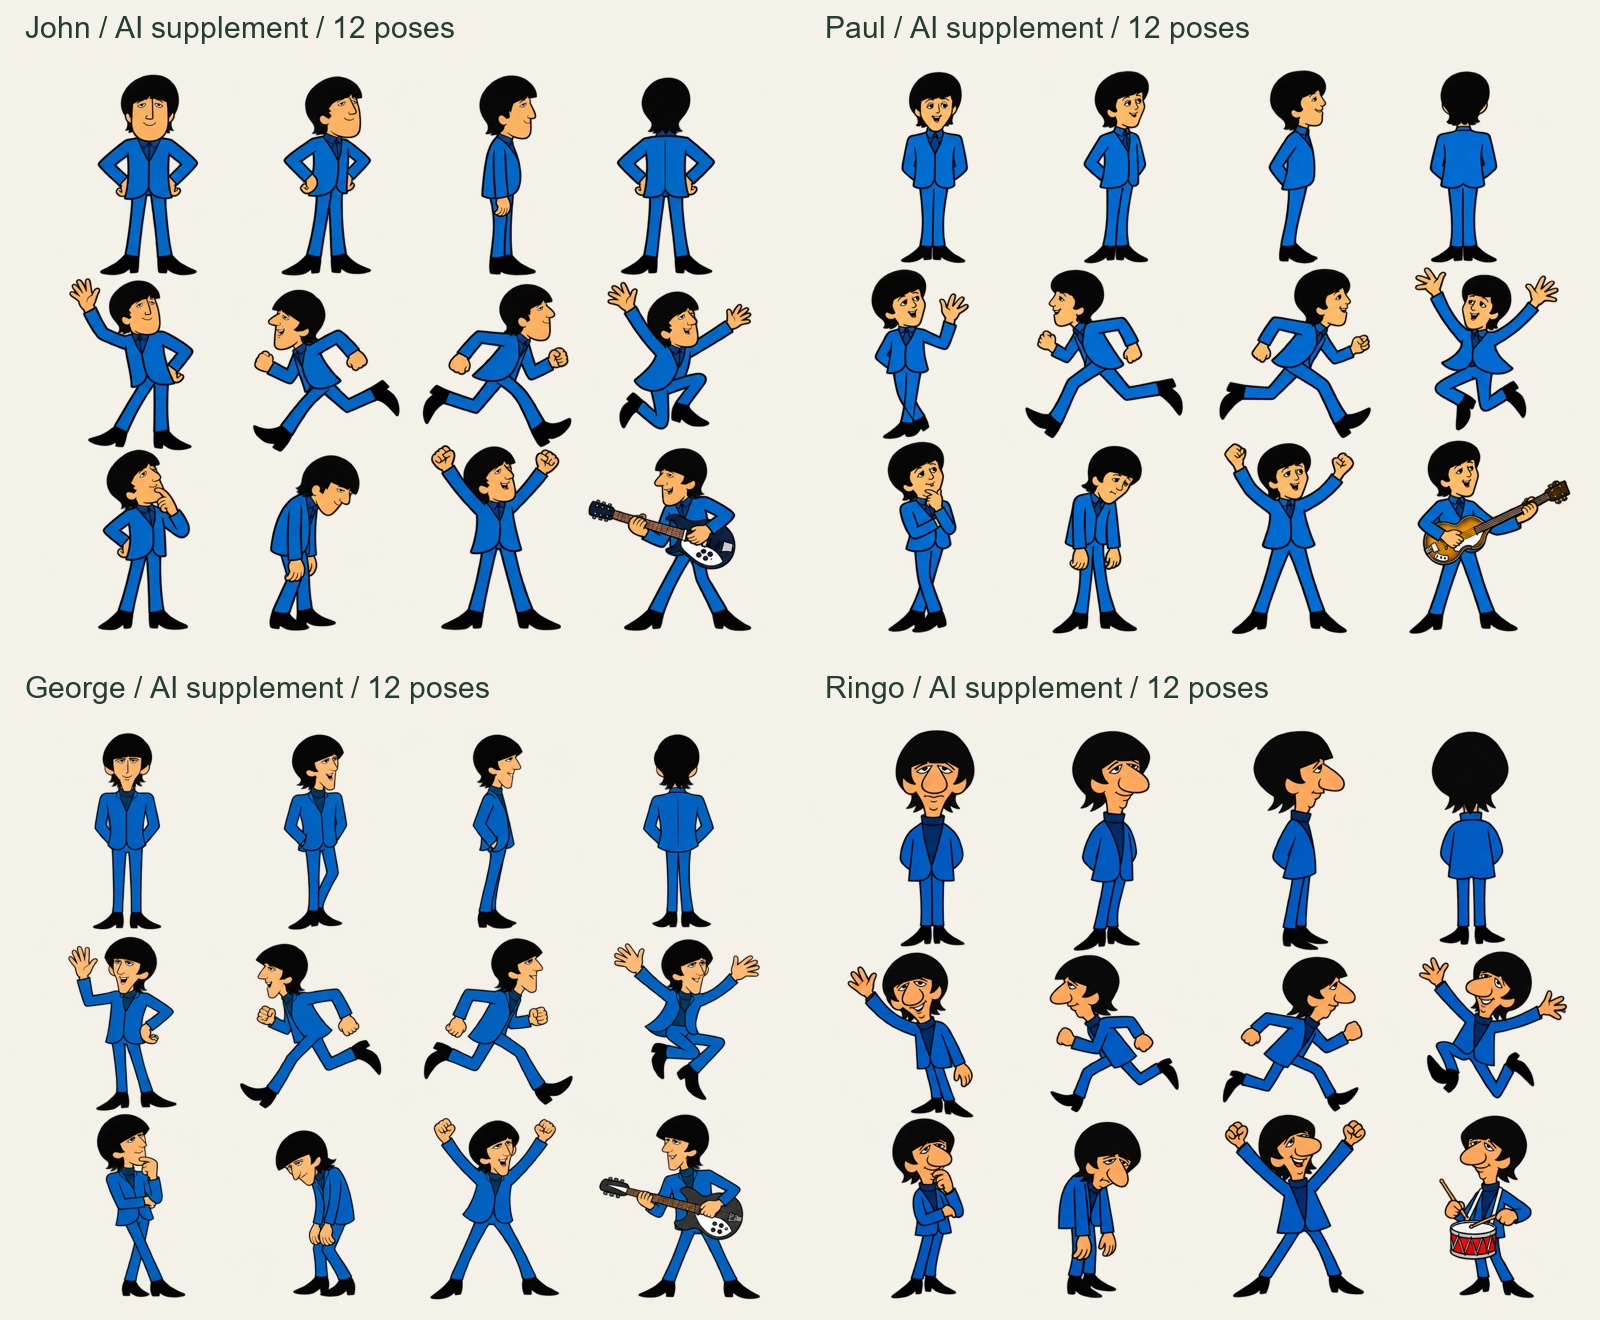 John / AI supplement / 12 poses
Paul / AI supplement / 12 poses
George / AI supplement / 12 poses
Ringo / AI supplement / 12 poses